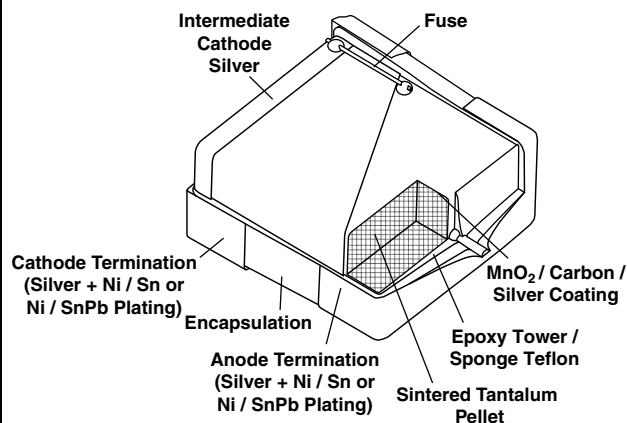 Intermediate
Cathode
Silver
Fuse
Cathode Termination
(Silver + Ni / Sn or
Ni / SnPb Plating)
Encapsulation
Anode Termination
(Silver + Ni / Sn or
Ni / SnPb Plating)
MnO₂ / Carbon /
Silver Coating
Epoxy Tower /
Sponge Teflon
Sintered Tantalum
Pellet